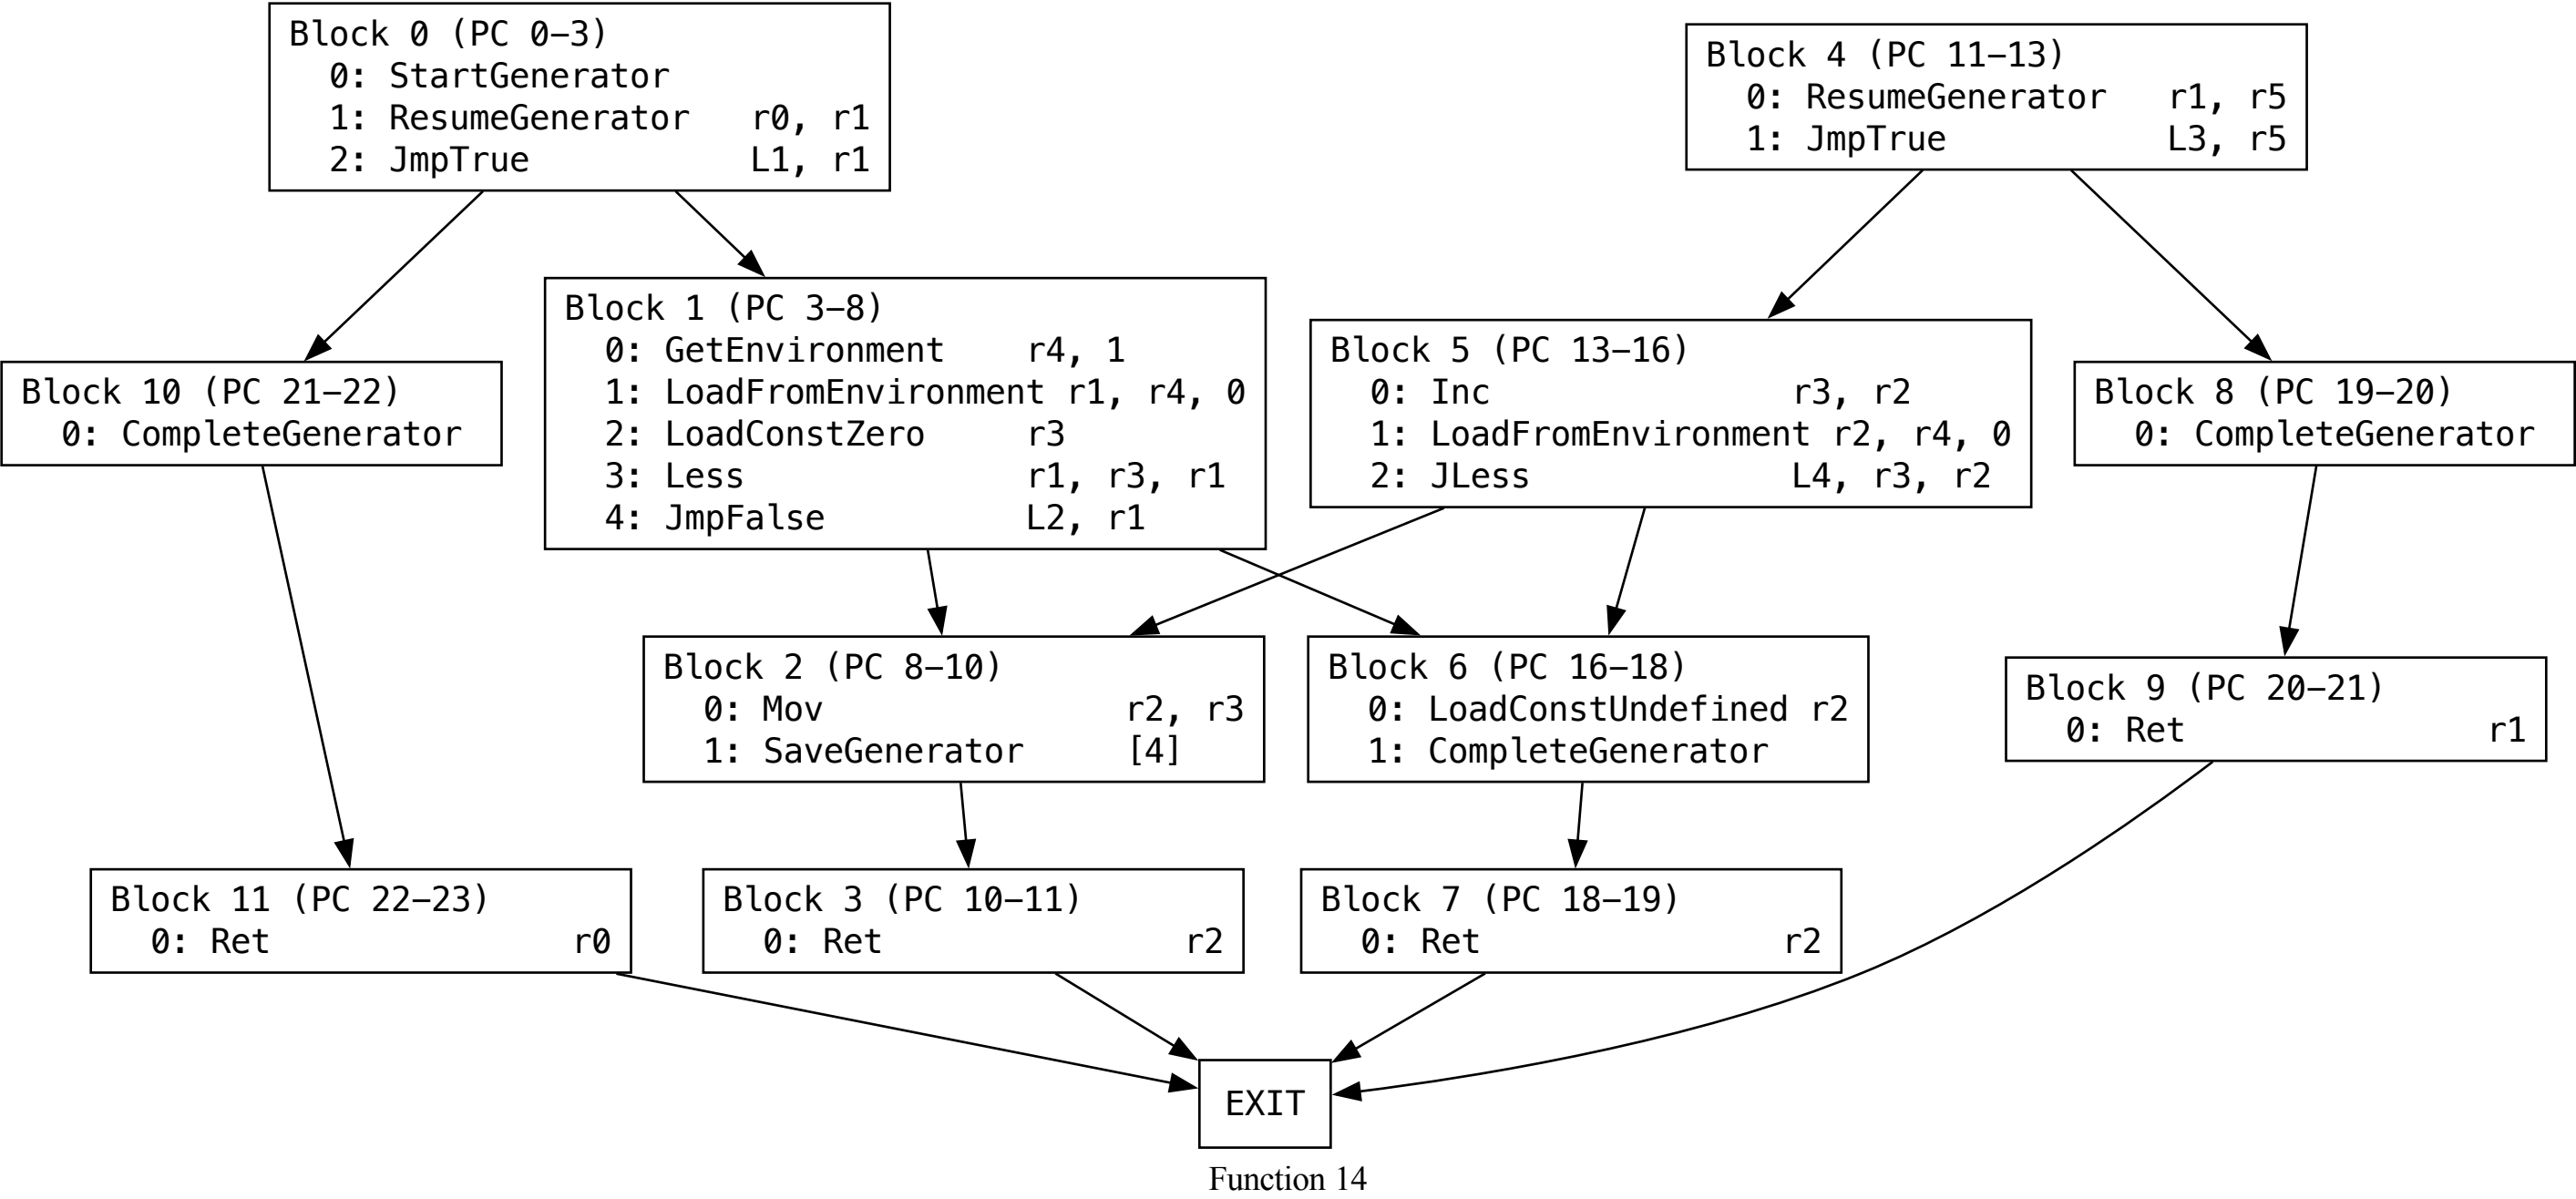 Block 0 (PC 0–3)
0: StartGenerator
1: ResumeGenerator r0, r1
2: JmpTrue L1, r1
Block 4 (PC 11–13)
0: ResumeGenerator r1, r5
1: JmpTrue L3, r5
Block 10 (PC 21–22)
0: CompleteGenerator
Block 1 (PC 3–8)
0: GetEnvironment r4, 1
1: LoadFromEnvironment r1, r4, 0
2: LoadConstZero r3
3: Less r1, r3, r1
4: JmpFalse L2, r1
Block 5 (PC 13–16)
0: Inc r3, r2
1: LoadFromEnvironment r2, r4, 0
2: JLess L4, r3, r2
Block 8 (PC 19–20)
0: CompleteGenerator
Block 2 (PC 8–10)
0: Mov r2, r3
1: SaveGenerator [4]
Block 6 (PC 16–18)
0: LoadConstUndefined r2
1: CompleteGenerator
Block 9 (PC 20–21)
0: Ret r1
Block 11 (PC 22–23)
0: Ret r0
Block 3 (PC 10–11)
0: Ret r2
Block 7 (PC 18–19)
0: Ret r2
EXIT
Function 14